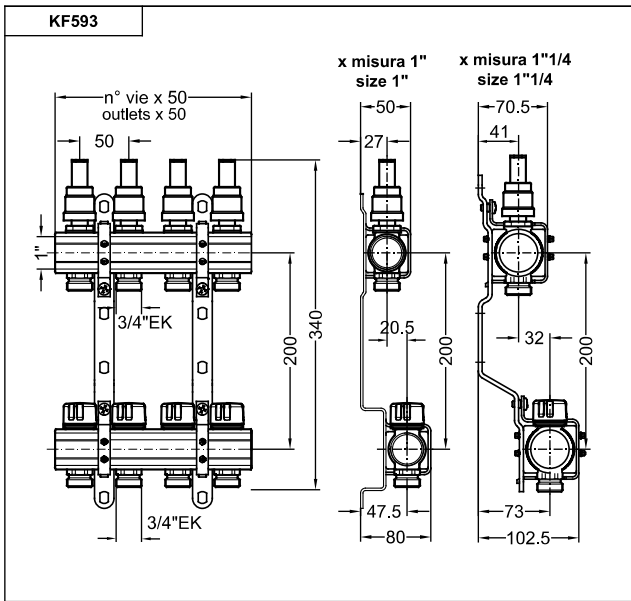 KF593
n° vie x 50
outlets x 50
50
1"
3/4"EK
3/4"EK
200
340
x misura 1"
size 1"
50
27
20.5
200
47.5
80
x misura 1"1/4
size 1"1/4
70.5
41
32
200
73
102.5